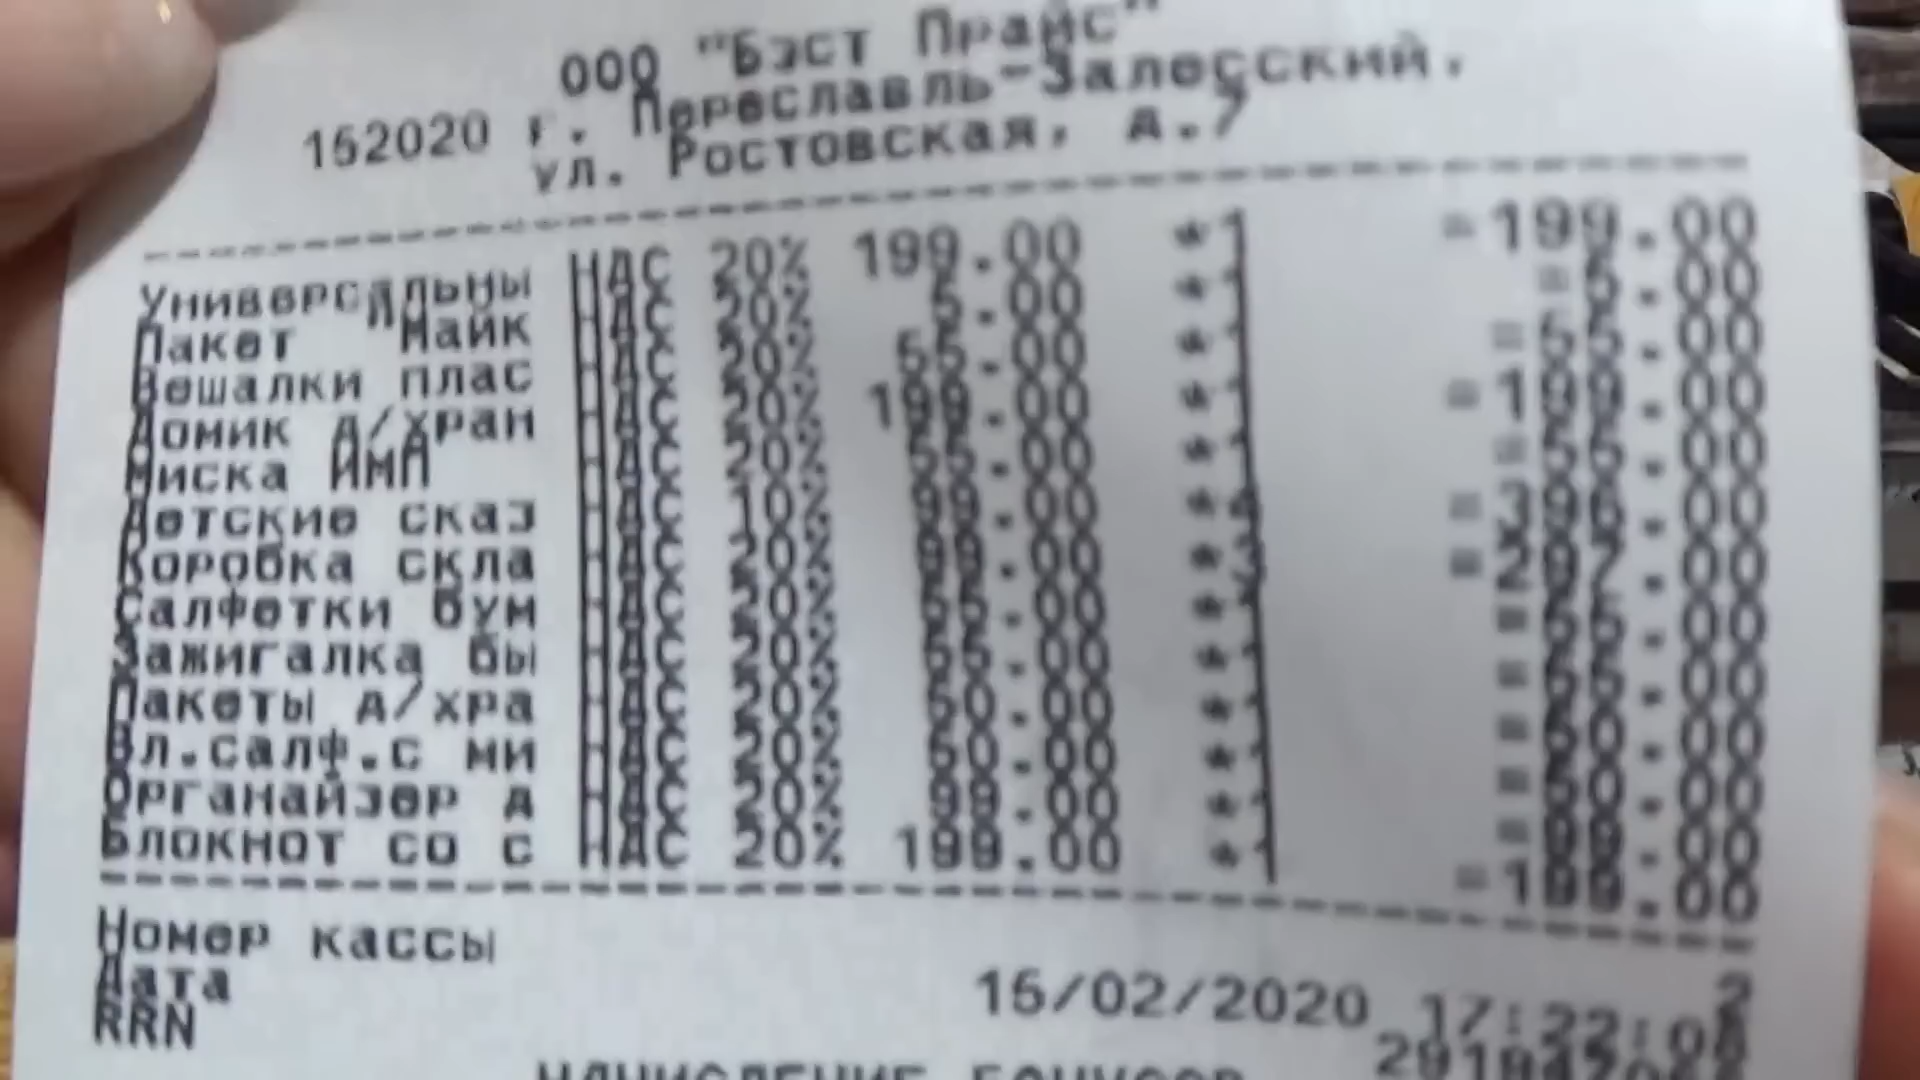 ООО "Бэст Прайс"
152020 г. Переславль-Залесский,
ул. Ростовская, д.7
Универсальны НДС 20% 199.00 *1 =199.00
Пакет "Майк НДС 20% 5.00 *1 =5.00
Вешалки плас НДС 20% 55.00 *1 =55.00
Домик д/хран НДС 20% 199.00 *1 =199.00
Миска ИМП НДС 20% 55.00 *1 =55.00
Детские сказ НДС 10% 99.00 *4 =396.00
Коробка скла НДС 20% 99.00 *3 =297.00
Салфетки бум НДС 20% 55.00 *1 =55.00
Зажигалка бы НДС 20% 55.00 *1 =55.00
Пакеты д/хра НДС 20% 50.00 *1 =50.00
Вл.салф.с ми НДС 20% 50.00 *1 =50.00
Органайзер д НДС 20% 99.00 *1 =99.00
Блокнот со с НДС 20% 199.00 *1 =199.00
Номер кассы 2
Дата 15/02/2020
RRN
НАЧИСЛЕНИЕ БОНУСОВ